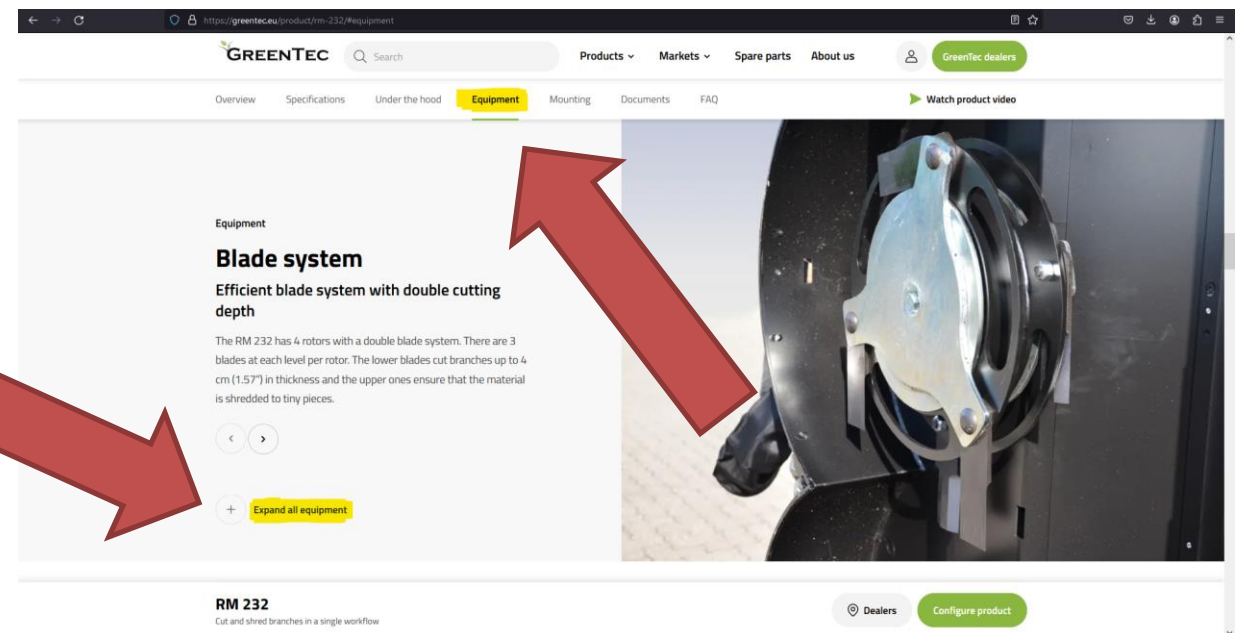 https://greentec.eu/product/rm-232/#equipment
GREENTEC
Search
Products
Markets
Spare parts
About us
GreenTec dealers
Overview
Specifications
Under the hood
Equipment
Mounting
Documents
FAQ
Watch product video
Equipment
Blade system
Efficient blade system with double cutting
depth
The RM 232 has 4 rotors with a double blade system. There are 3
blades at each level per rotor. The lower blades cut branches up to 4
cm (1.57") in thickness and the upper ones ensure that the material
is shredded to tiny pieces.
Expand all equipment
RM 232
Cut and shred branches in a single workflow
Dealers
Configure product